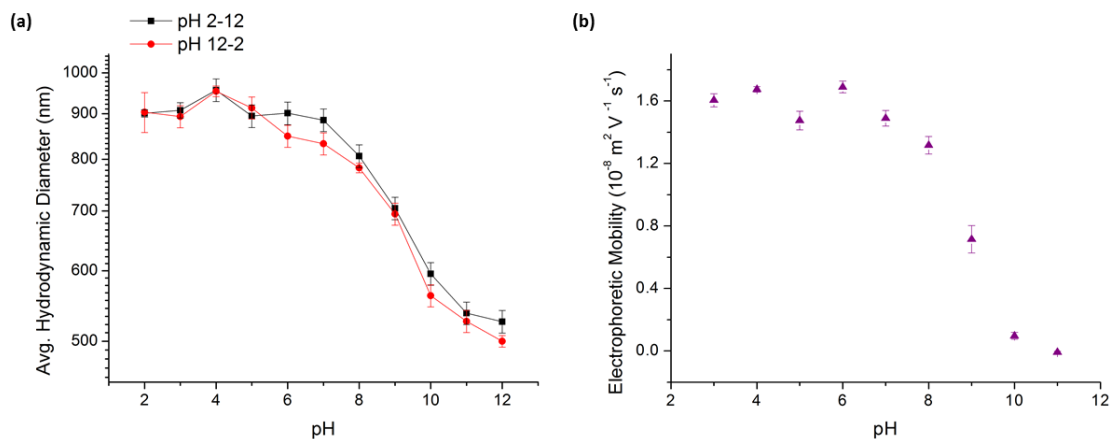 (a)
pH 2-12
pH 12-2
1000
900
800
700
600
500
Avg. Hydrodynamic Diameter (nm)
2 4 6 8 10 12
pH
(b)
1.6
1.2
0.8
0.4
0.0
Electrophoretic Mobility (10⁻⁸ m² V⁻¹ s⁻¹)
2 4 6 8 10 12
pH